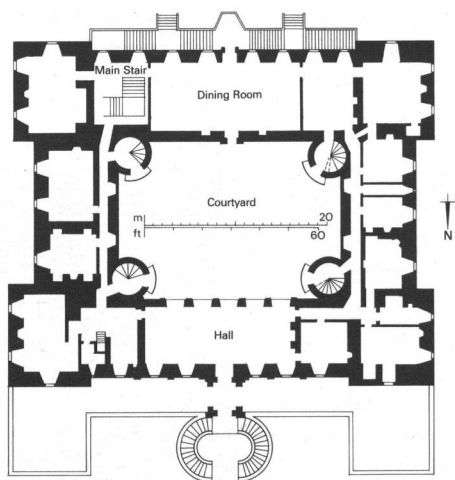 Main Stair
Dining Room
Courtyard
m 20
ft 60
N
Hall